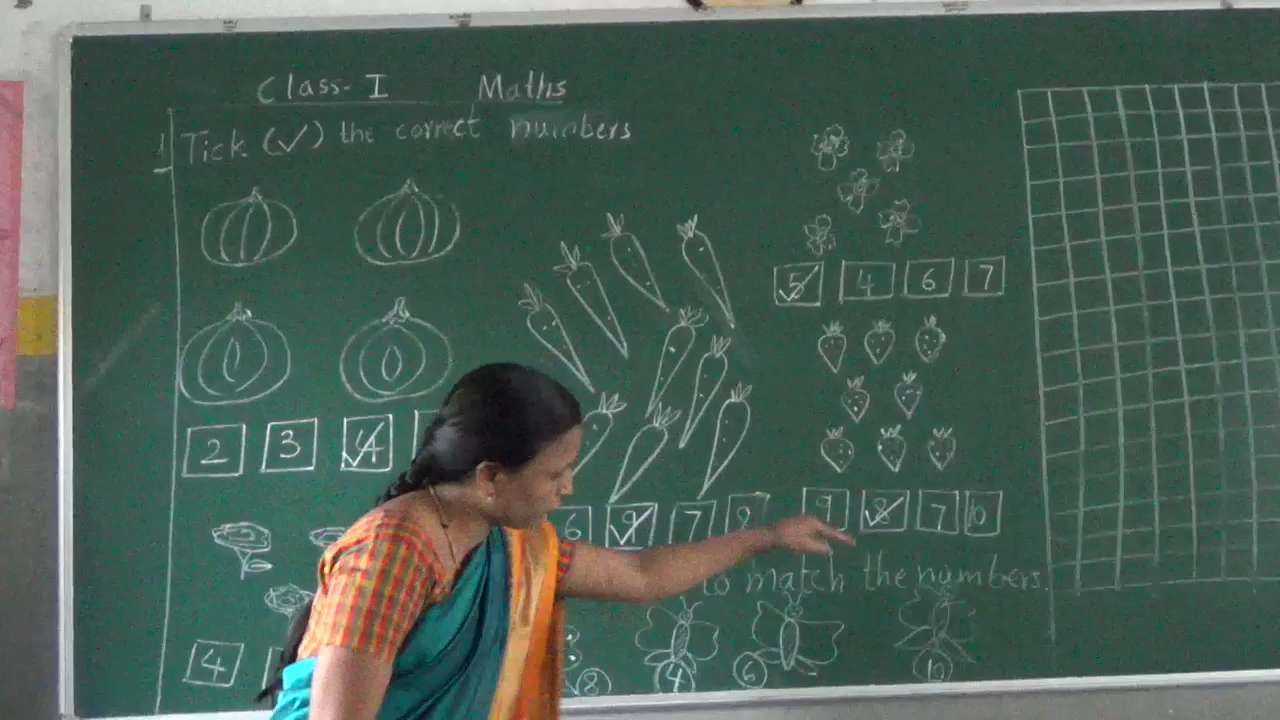 Class-I Maths
1 Tick (✓) the correct numbers
5 4 6 7
2 3 4
6 9 7 8
9 8 7 10
to match the numbers.
4
8 4 6 10